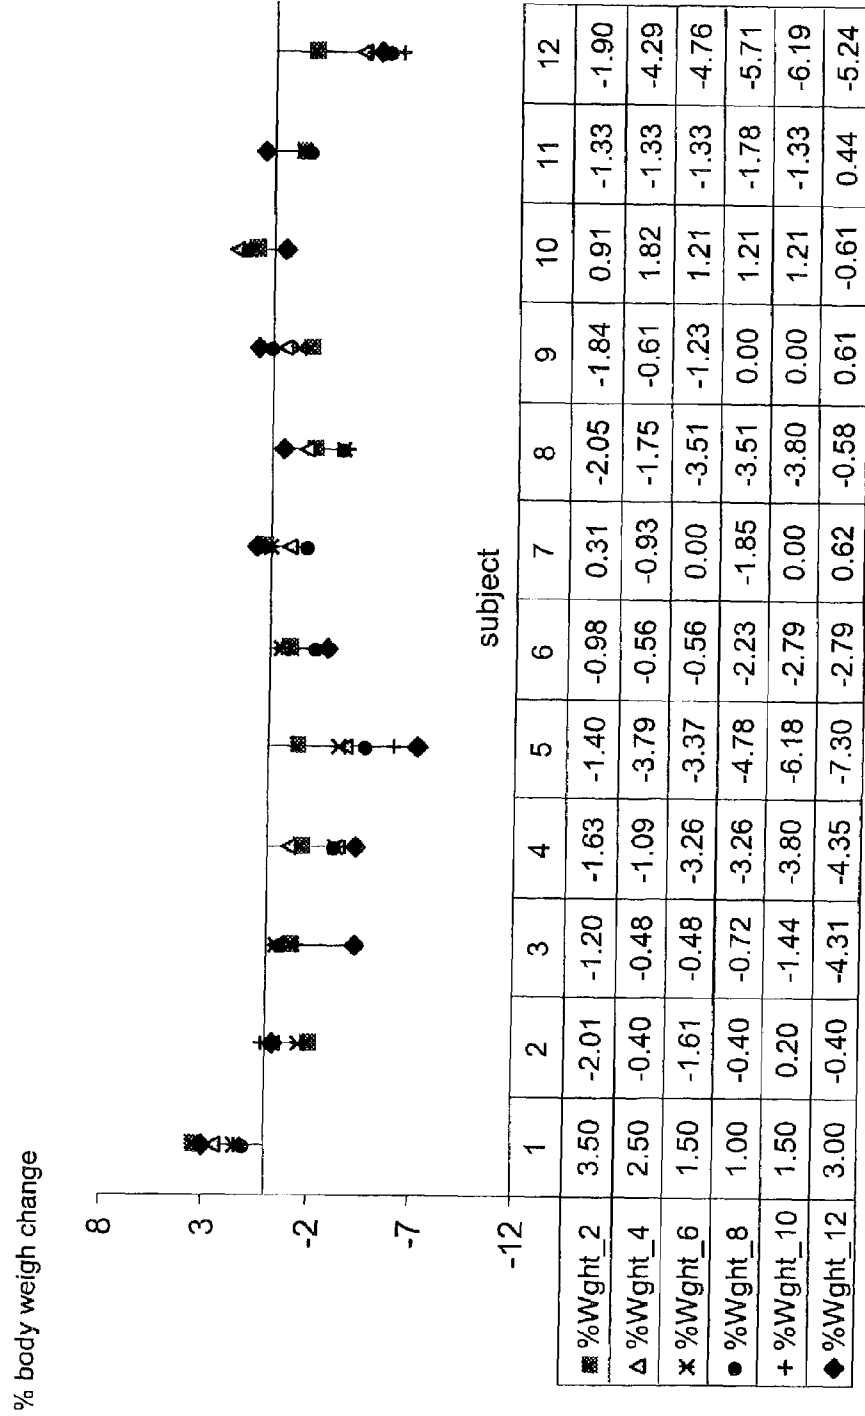 % body weigh change
8
3
-2
-7
-12
subject
1 2 3 4 5 6 7 8 9 10 11 12
%Wght_2 3.50 -2.01 -1.20 -1.63 -1.40 -0.98 0.31 -2.05 -1.84 0.91 -1.33 -1.90
%Wght_4 2.50 -0.40 -0.48 -1.09 -3.79 -0.56 -0.93 -1.75 -0.61 1.82 -1.33 -4.29
%Wght_6 1.50 -1.61 -0.48 -3.26 -3.37 -0.56 0.00 -3.51 -1.23 1.21 -1.33 -4.76
%Wght_8 1.00 -0.40 -0.72 -3.26 -4.78 -2.23 -1.85 -3.51 0.00 1.21 -1.78 -5.71
%Wght_10 1.50 0.20 -1.44 -3.80 -6.18 -2.79 0.00 -3.80 0.00 1.21 -1.33 -6.19
%Wght_12 3.00 -0.40 -4.31 -4.35 -7.30 -2.79 0.62 -0.58 0.61 -0.61 0.44 -5.24